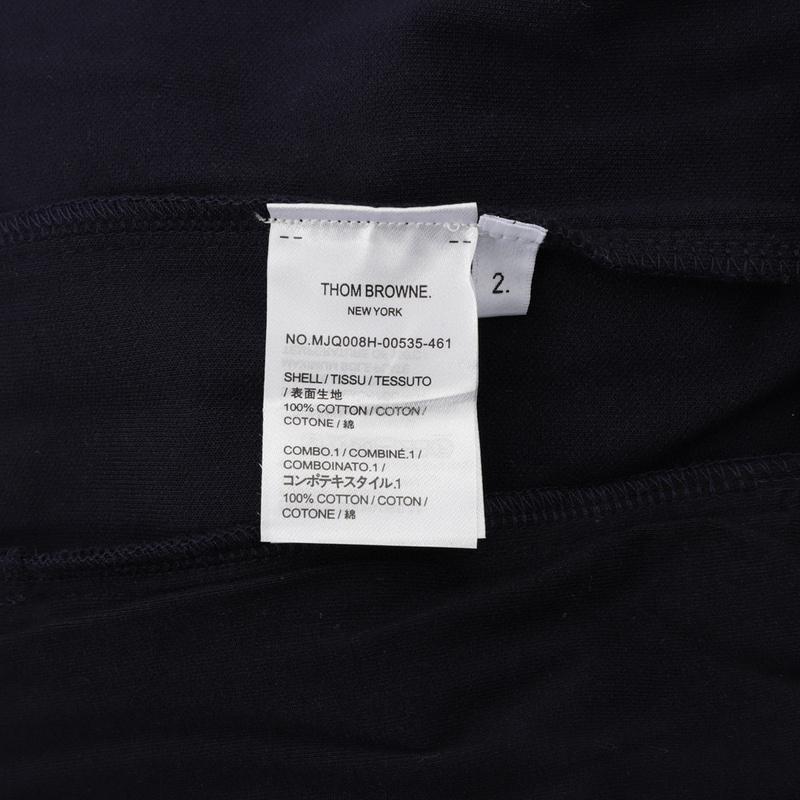 THOM BROWNE.
NEW YORK
NO.MJQ008H-00535-461
SHELL / TISSU / TESSUTO
/ 表面生地
100% COTTON / COTON /
COTONE / 綿
COMBO.1 / COMBINÉ.1 /
COMBOINATO.1 /
コンポテキスタイル.1
100% COTTON / COTON /
COTONE / 綿
2.